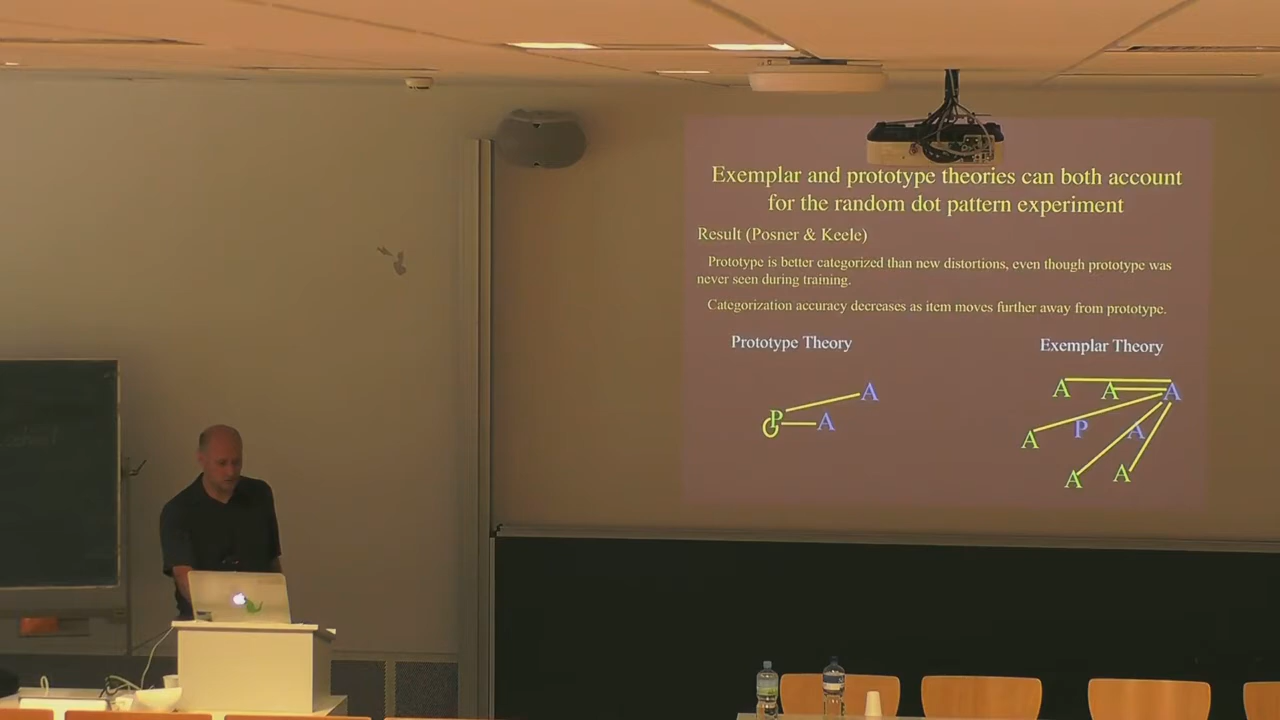 Exemplar and prototype theories can both account
for the random dot pattern experiment
Result (Posner & Keele)
Prototype is better categorized than new distortions, even though prototype was
never seen during training.
Categorization accuracy decreases as item moves further away from prototype.
Prototype Theory
Exemplar Theory
P A
A
A A A
A P A
A A